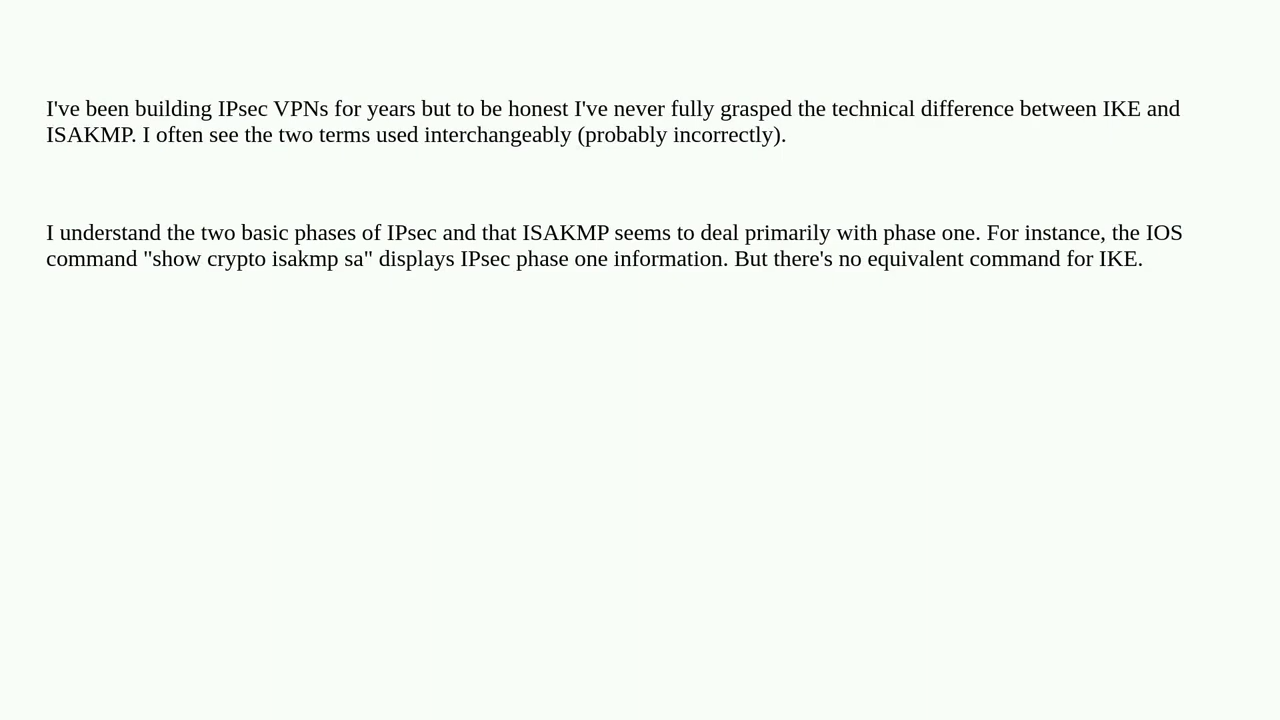 I've been building IPsec VPNs for years but to be honest I've never fully grasped the technical difference between IKE and
ISAKMP. I often see the two terms used interchangeably (probably incorrectly).
I understand the two basic phases of IPsec and that ISAKMP seems to deal primarily with phase one. For instance, the IOS
command "show crypto isakmp sa" displays IPsec phase one information. But there's no equivalent command for IKE.